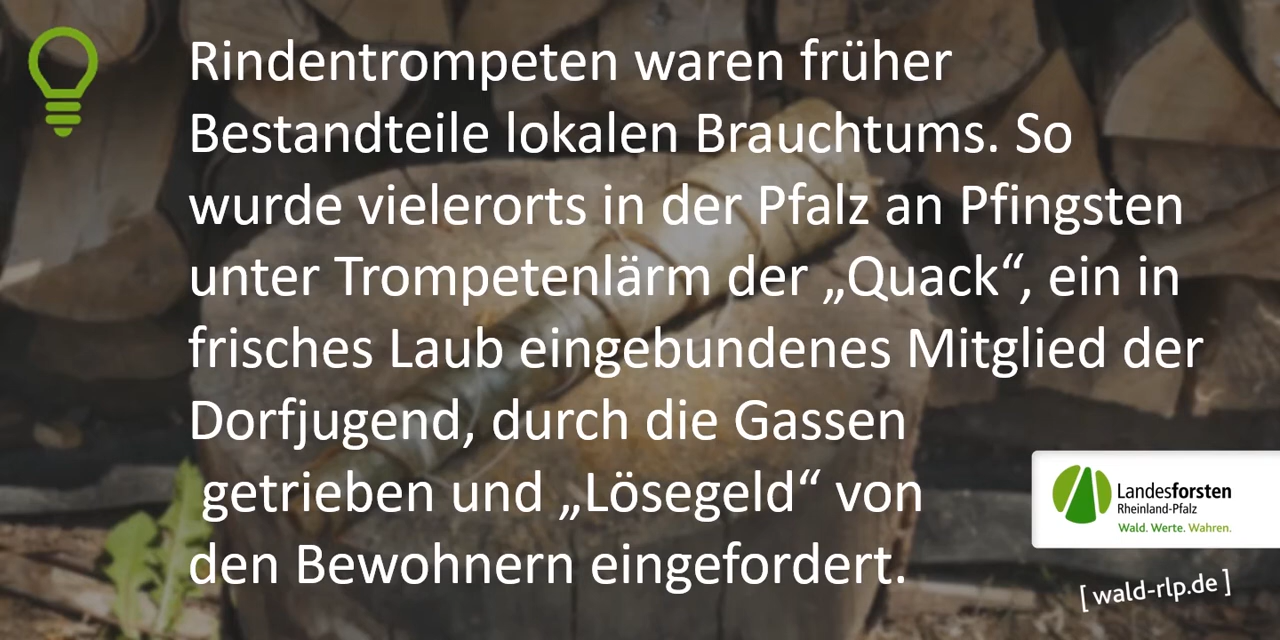 Rindentrompeten waren früher
Bestandteile lokalen Brauchtums. So
wurde vielerorts in der Pfalz an Pfingsten
unter Trompetenlärm der „Quack“, ein in
frisches Laub eingebundenes Mitglied der
Dorfjugend, durch die Gassen
getrieben und „Lösegeld“ von
den Bewohnern eingefordert.
Landesforsten
Rheinland-Pfalz
Wald. Werte. Wahren.
[ wald-rlp.de ]